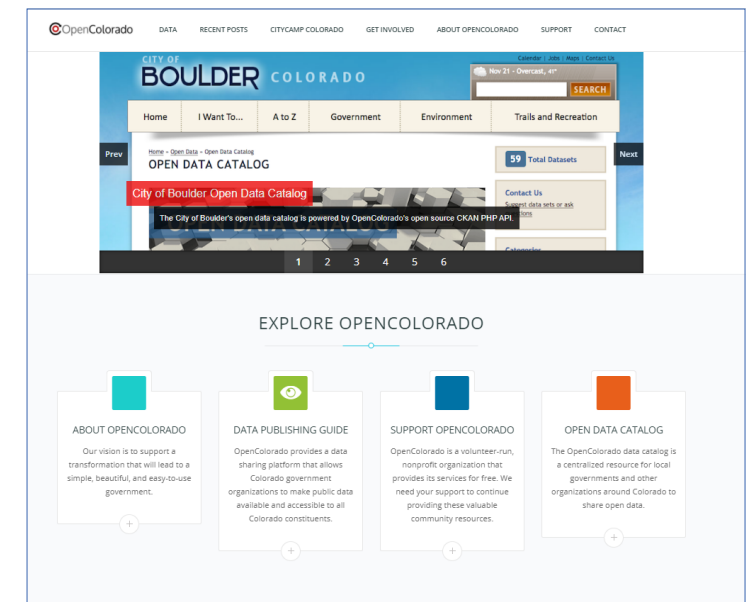 OpenColorado DATA RECENT POSTS CITYCAMP COLORADO GET INVOLVED ABOUT OPENCOLORADO SUPPORT CONTACT
CITY OF
BOULDER COLORADO
Calendar | Jobs | Maps | Contact Us
Nov 21 - Overcast, 41°
SEARCH
Home I Want To... A to Z Government Environment Trails and Recreation
Prev
Next
Home » Open Data » Open Data Catalog
OPEN DATA CATALOG
59 Total Datasets
City of Boulder Open Data Catalog
Contact Us
Suggest data sets or ask
The City of Boulder's open data catalog is powered by OpenColorado's open source CKAN PHP API.
OPEN DATA CATALOG
Categories
1 2 3 4 5 6
EXPLORE OPENCOLORADO
ABOUT OPENCOLORADO
Our vision is to support a
transformation that will lead to a
simple, beautiful, and easy-to-use
government.
+
DATA PUBLISHING GUIDE
OpenColorado provides a data
sharing platform that allows
Colorado government
organizations to make public data
available and accessible to all
Colorado constituents.
+
SUPPORT OPENCOLORADO
OpenColorado is a volunteer-run,
nonprofit organization that
provides its services for free. We
need your support to continue
providing these valuable
community resources.
+
OPEN DATA CATALOG
The OpenColorado data catalog is
a centralized resource for local
governments and other
organizations around Colorado to
share open data.
+